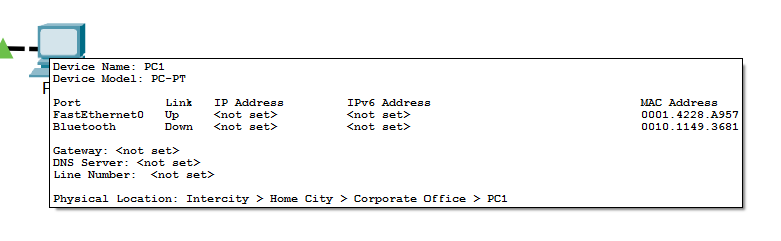 Device Name: PC1
Device Model: PC-PT
Port Link IP Address IPv6 Address MAC Address
FastEthernet0 Up <not set> <not set> 0001.4228.A957
Bluetooth Down <not set> <not set> 0010.1149.3681
Gateway: <not set>
DNS Server: <not set>
Line Number: <not set>
Physical Location: Intercity > Home City > Corporate Office > PC1